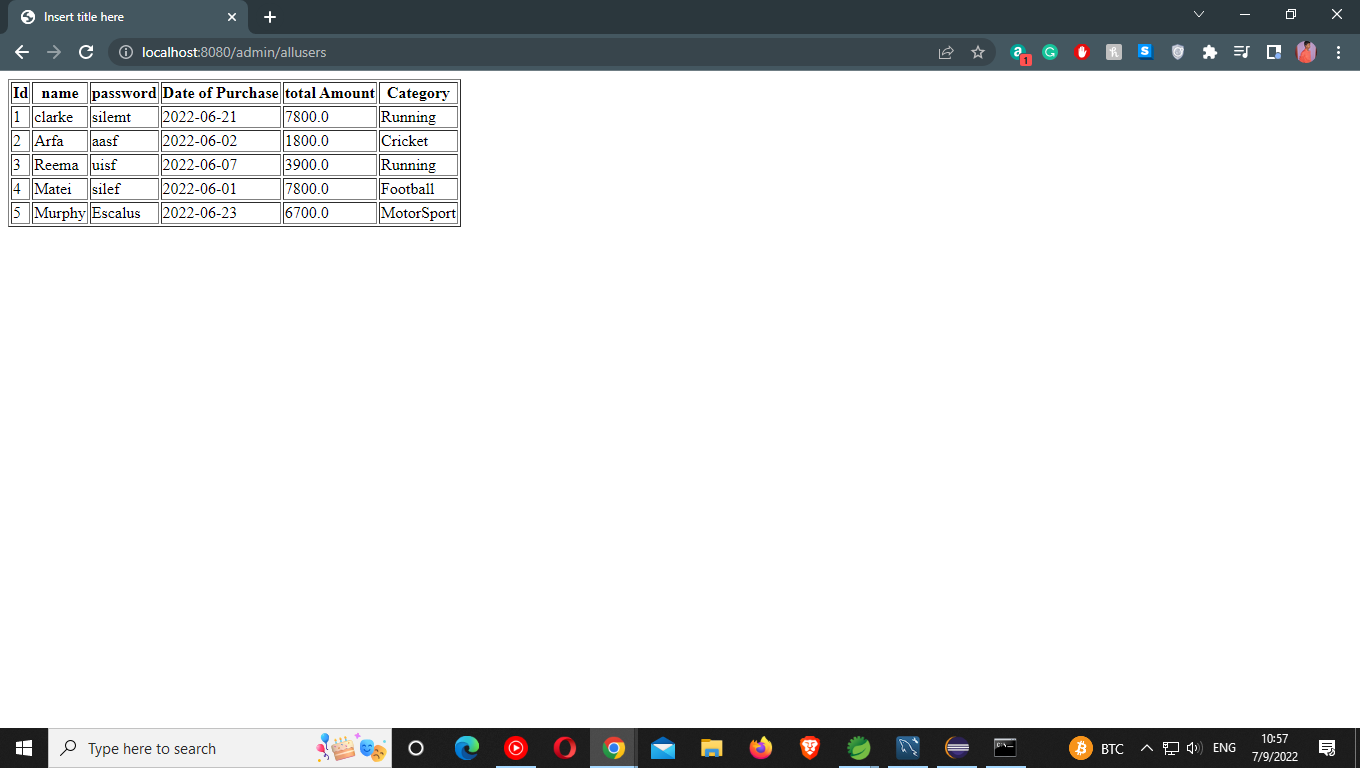 Insert title here
localhost:8080/admin/allusers
1
Id name password Date of Purchase total Amount Category
1 clarke silemt 2022-06-21 7800.0 Running
2 Arfa aasf 2022-06-02 1800.0 Cricket
3 Reema uisf 2022-06-07 3900.0 Running
4 Matei silef 2022-06-01 7800.0 Football
5 Murphy Escalus 2022-06-23 6700.0 MotorSport
Type here to search
BTC
ENG
10:57
7/9/2022